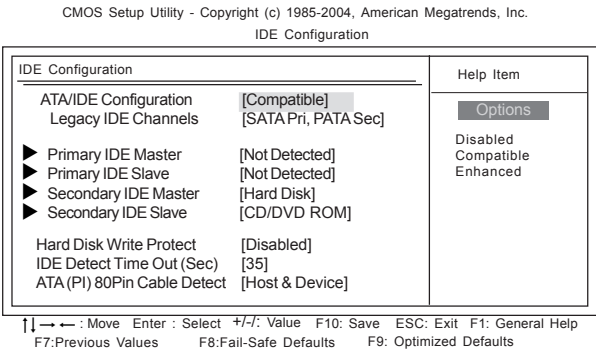 CMOS Setup Utility - Copyright (c) 1985-2004, American Megatrends, Inc.
IDE Configuration
IDE Configuration
Help Item
ATA/IDE Configuration [Compatible]
Legacy IDE Channels [SATA Pri, PATA Sec]
Options
Disabled
Compatible
Enhanced
▶ Primary IDE Master [Not Detected]
▶ Primary IDE Slave [Not Detected]
▶ Secondary IDE Master [Hard Disk]
▶ Secondary IDE Slave [CD/DVD ROM]
Hard Disk Write Protect [Disabled]
IDE Detect Time Out (Sec) [35]
ATA (PI) 80Pin Cable Detect [Host & Device]
↑↓→← : Move Enter : Select +/-/: Value F10: Save ESC: Exit F1: General Help
F7:Previous Values F8:Fail-Safe Defaults F9: Optimized Defaults